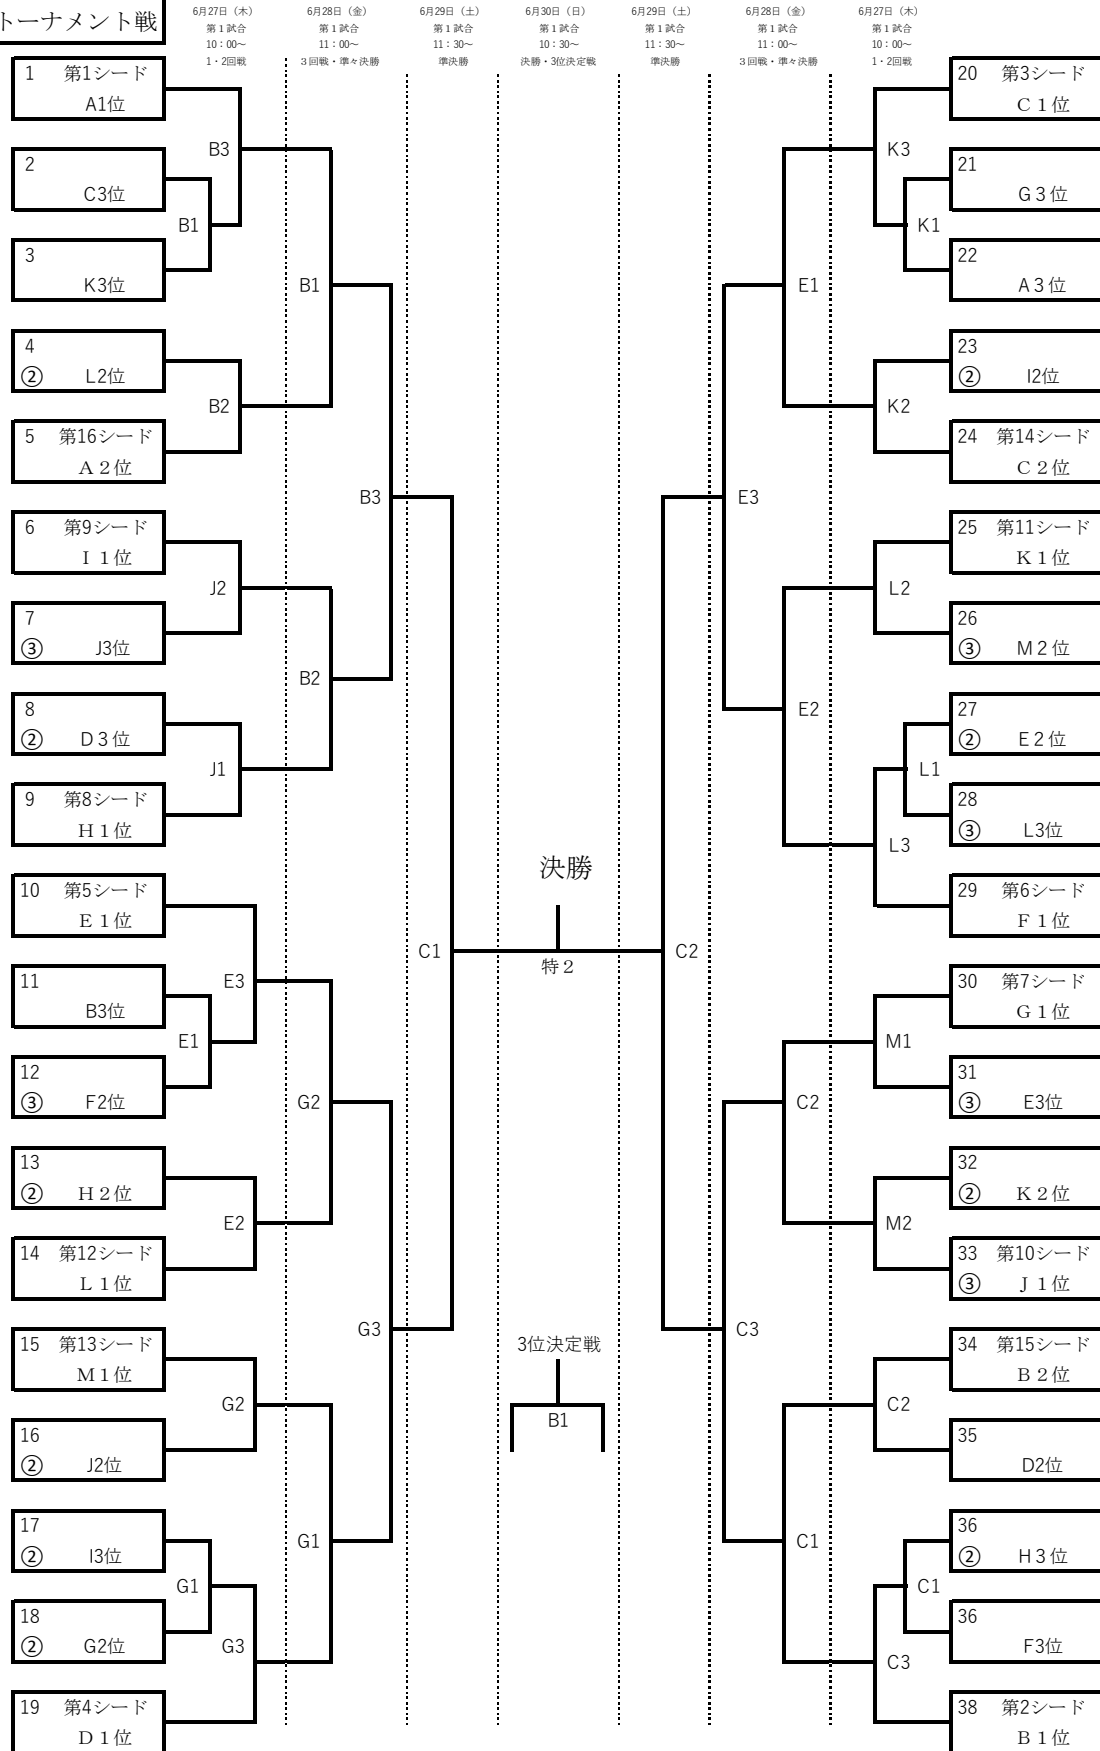 トーナメント戦
6月27日（木）
第１試合
10：00～
1・2回戦
6月28日（金）
第１試合
11：00～
３回戦・準々決勝
6月29日（土）
第１試合
11：30～
準決勝
6月30日（日）
第１試合
10：30～
決勝・3位決定戦
6月29日（土）
第１試合
11：30～
準決勝
6月28日（金）
第１試合
11：00～
３回戦・準々決勝
6月27日（木）
第１試合
10：00～
1・2回戦
1 第1シード
A1位
2
C3位
3
K3位
4
② L2位
5 第16シード
Ａ２位
6 第9シード
Ｉ１位
7
③ J3位
8
② Ｄ３位
9 第8シード
Ｈ１位
10 第5シード
Ｅ１位
11
B3位
12
③ F2位
13
② Ｈ２位
14 第12シード
Ｌ１位
15 第13シード
Ｍ１位
16
② J2位
17
② I3位
18
② G2位
19 第4シード
Ｄ１位
B3
B1
B2
J2
J1
E3
E1
E2
G2
G1
G3
B1
B2
G2
G1
B3
G3
C1
決勝
特２
3位決定戦
B1
C2
E3
C3
E1
E2
C2
C1
K3
K1
K2
L2
L1
L3
M1
M2
C2
C1
C3
20 第3シード
Ｃ１位
21
Ｇ３位
22
Ａ３位
23
② I2位
24 第14シード
Ｃ２位
25 第11シード
Ｋ１位
26
③ Ｍ２位
27
② Ｅ２位
28
③ L3位
29 第6シード
Ｆ１位
30 第7シード
Ｇ１位
31
③ E3位
32
② Ｋ２位
33 第10シード
③ Ｊ１位
34 第15シード
Ｂ２位
35
D2位
36
② Ｈ３位
36
F3位
38 第2シード
Ｂ１位